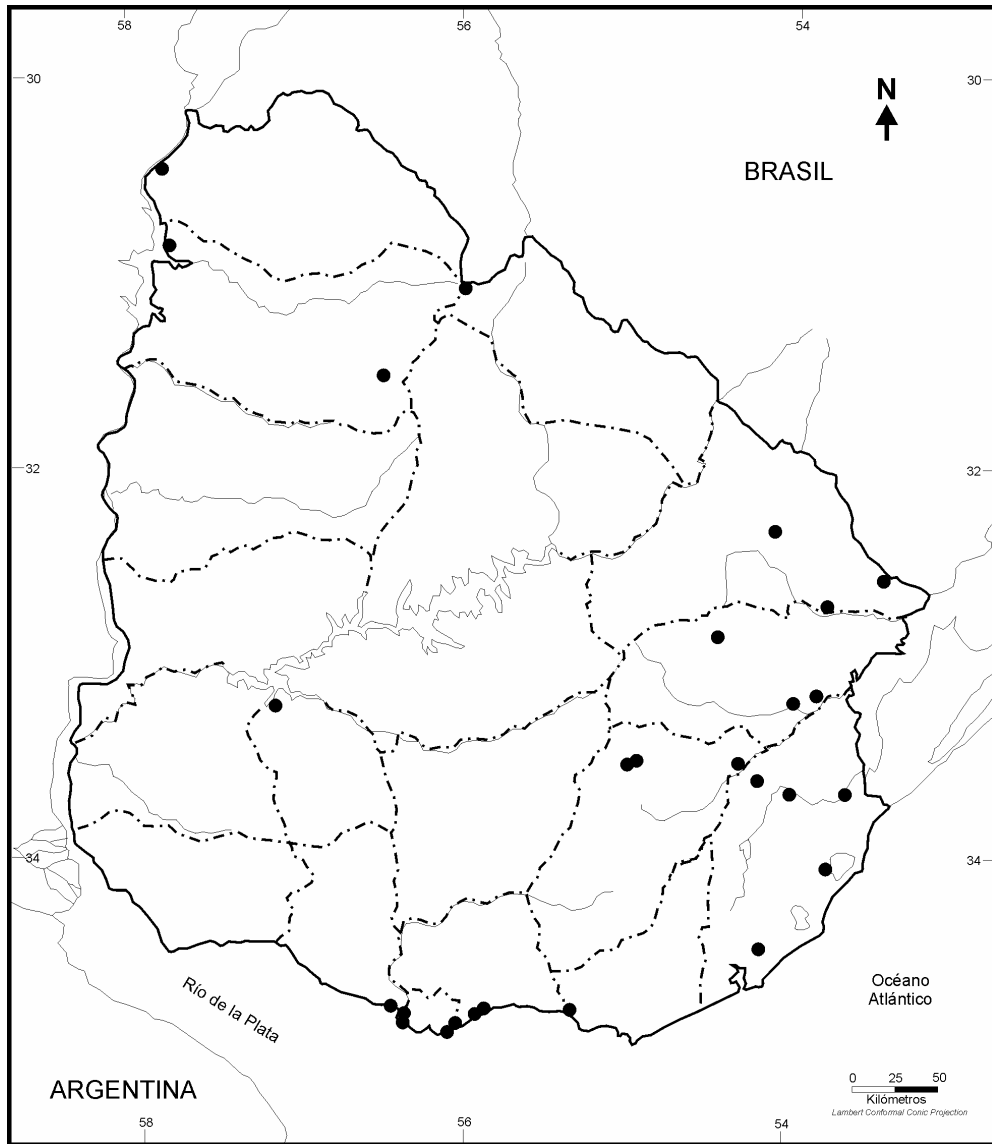 58 56 54
30 30
N
BRASIL
32 32
34 34
Río de la Plata
Océano
Atlántico
ARGENTINA
0 25 50
Kilómetros
Lambert Conformal Conic Projection
58 56 54